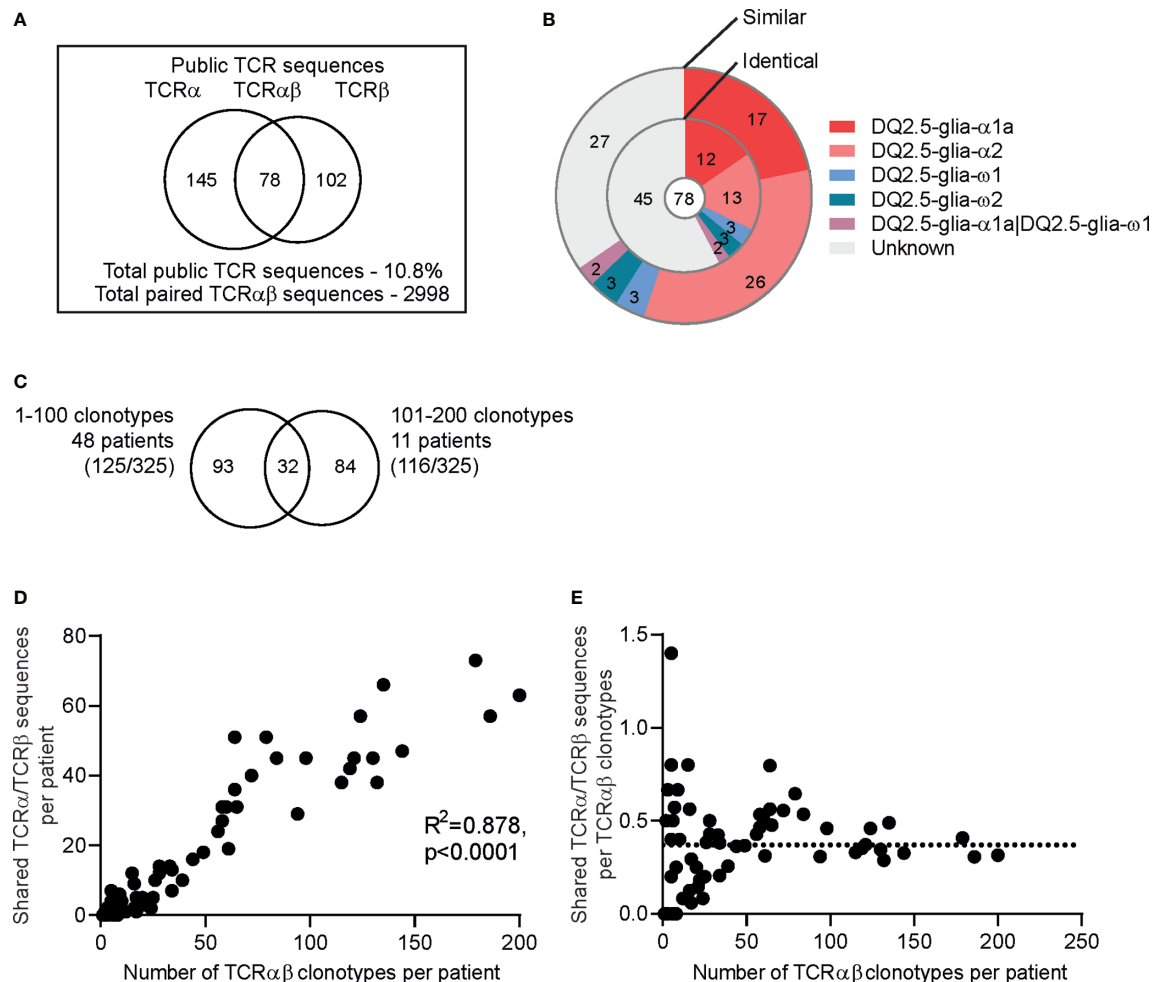 A
Public TCR sequences
TCRα TCRαβ TCRβ
145 78 102
Total public TCR sequences - 10.8%
Total paired TCRαβ sequences - 2998
B
Similar
Identical
17
27
12
45 78 13
3
3
2
2
3
3
26
DQ2.5-glia-α1a
DQ2.5-glia-α2
DQ2.5-glia-ω1
DQ2.5-glia-ω2
DQ2.5-glia-α1a|DQ2.5-glia-ω1
Unknown
C
1-100 clonotypes
48 patients
(125/325)
93 32 84
101-200 clonotypes
11 patients
(116/325)
D
Shared TCRα/TCRβ sequences
per patient
80
60
40
20
0
R²=0.878,
p<0.0001
0 50 100 150 200
Number of TCRαβ clonotypes per patient
E
Shared TCRα/TCRβ sequences
per TCRαβ clonotypes
1.5
1.0
0.5
0.0
0 50 100 150 200 250
Number of TCRαβ clonotypes per patient